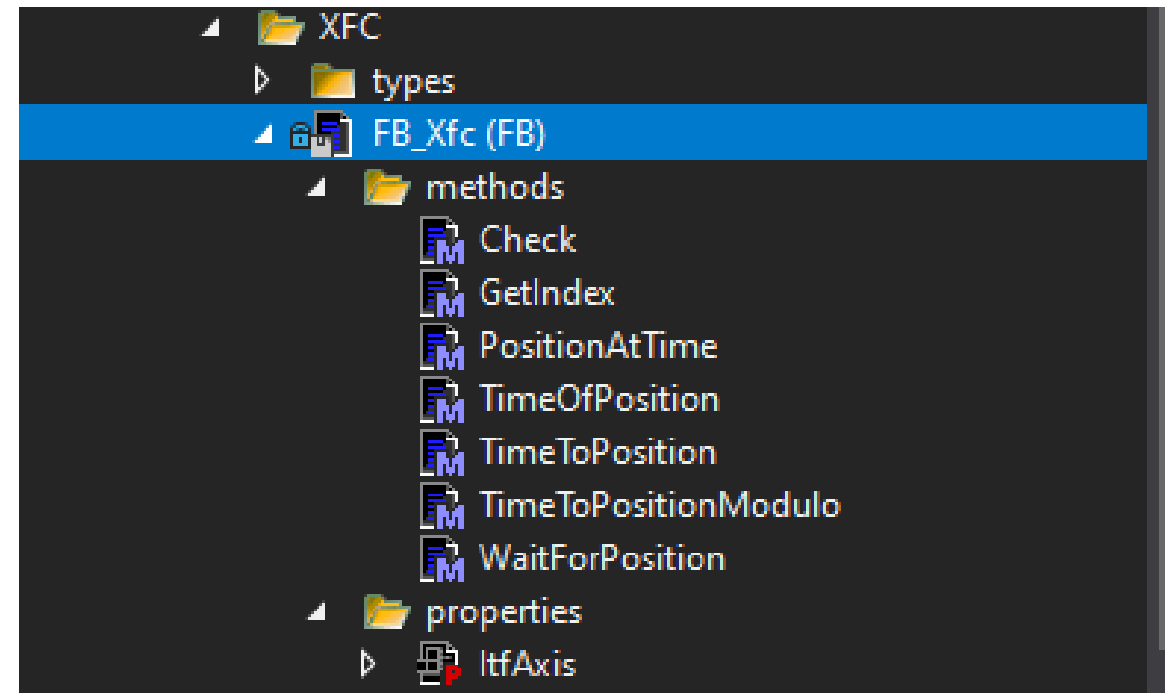 XFC
types
FB_Xfc (FB)
methods
Check
GetIndex
PositionAtTime
TimeOfPosition
TimeToPosition
TimeToPositionModulo
WaitForPosition
properties
ItfAxis